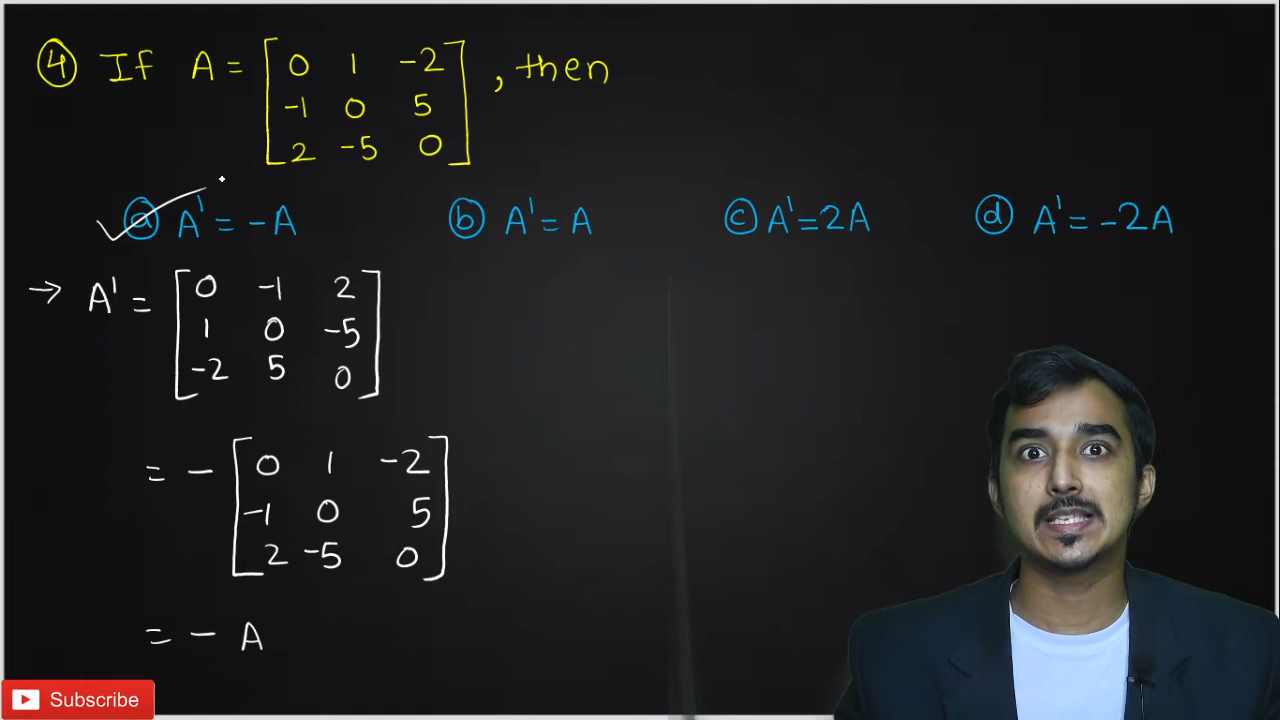 ④ If A = [ 0 1 -2
-1 0 5
2 -5 0 ] , then
ⓐ A' = -A ⓑ A' = A ⓒ A' = 2A ⓓ A' = -2A
→ A' = [ 0 -1 2
1 0 -5
-2 5 0 ]
= - [ 0 1 -2
-1 0 5
2 -5 0 ]
= - A
Subscribe